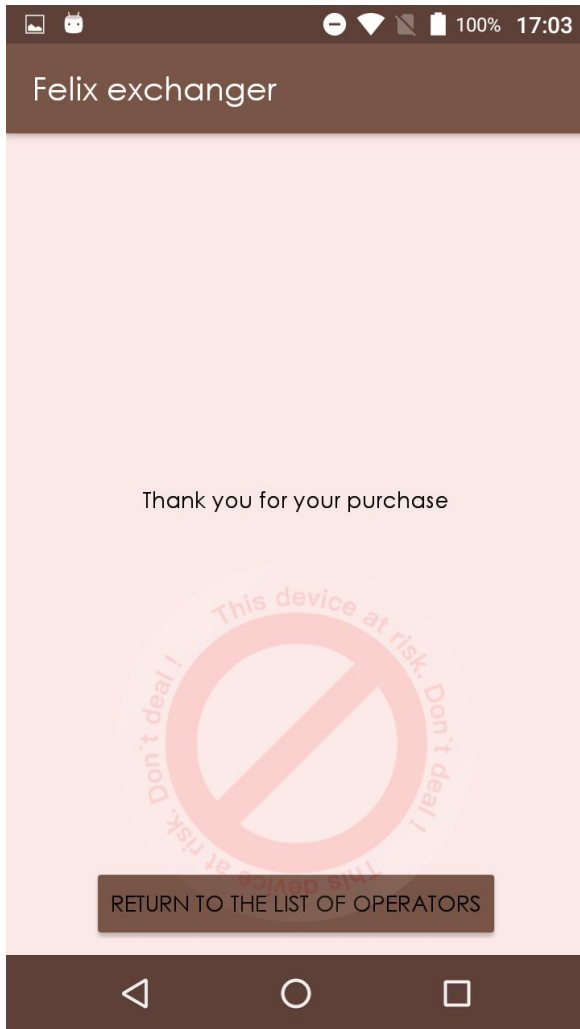 100% 17:03
Felix exchanger
Thank you for your purchase
This device at risk. Don`t deal !
This device at risk. Don`t deal !
RETURN TO THE LIST OF OPERATORS